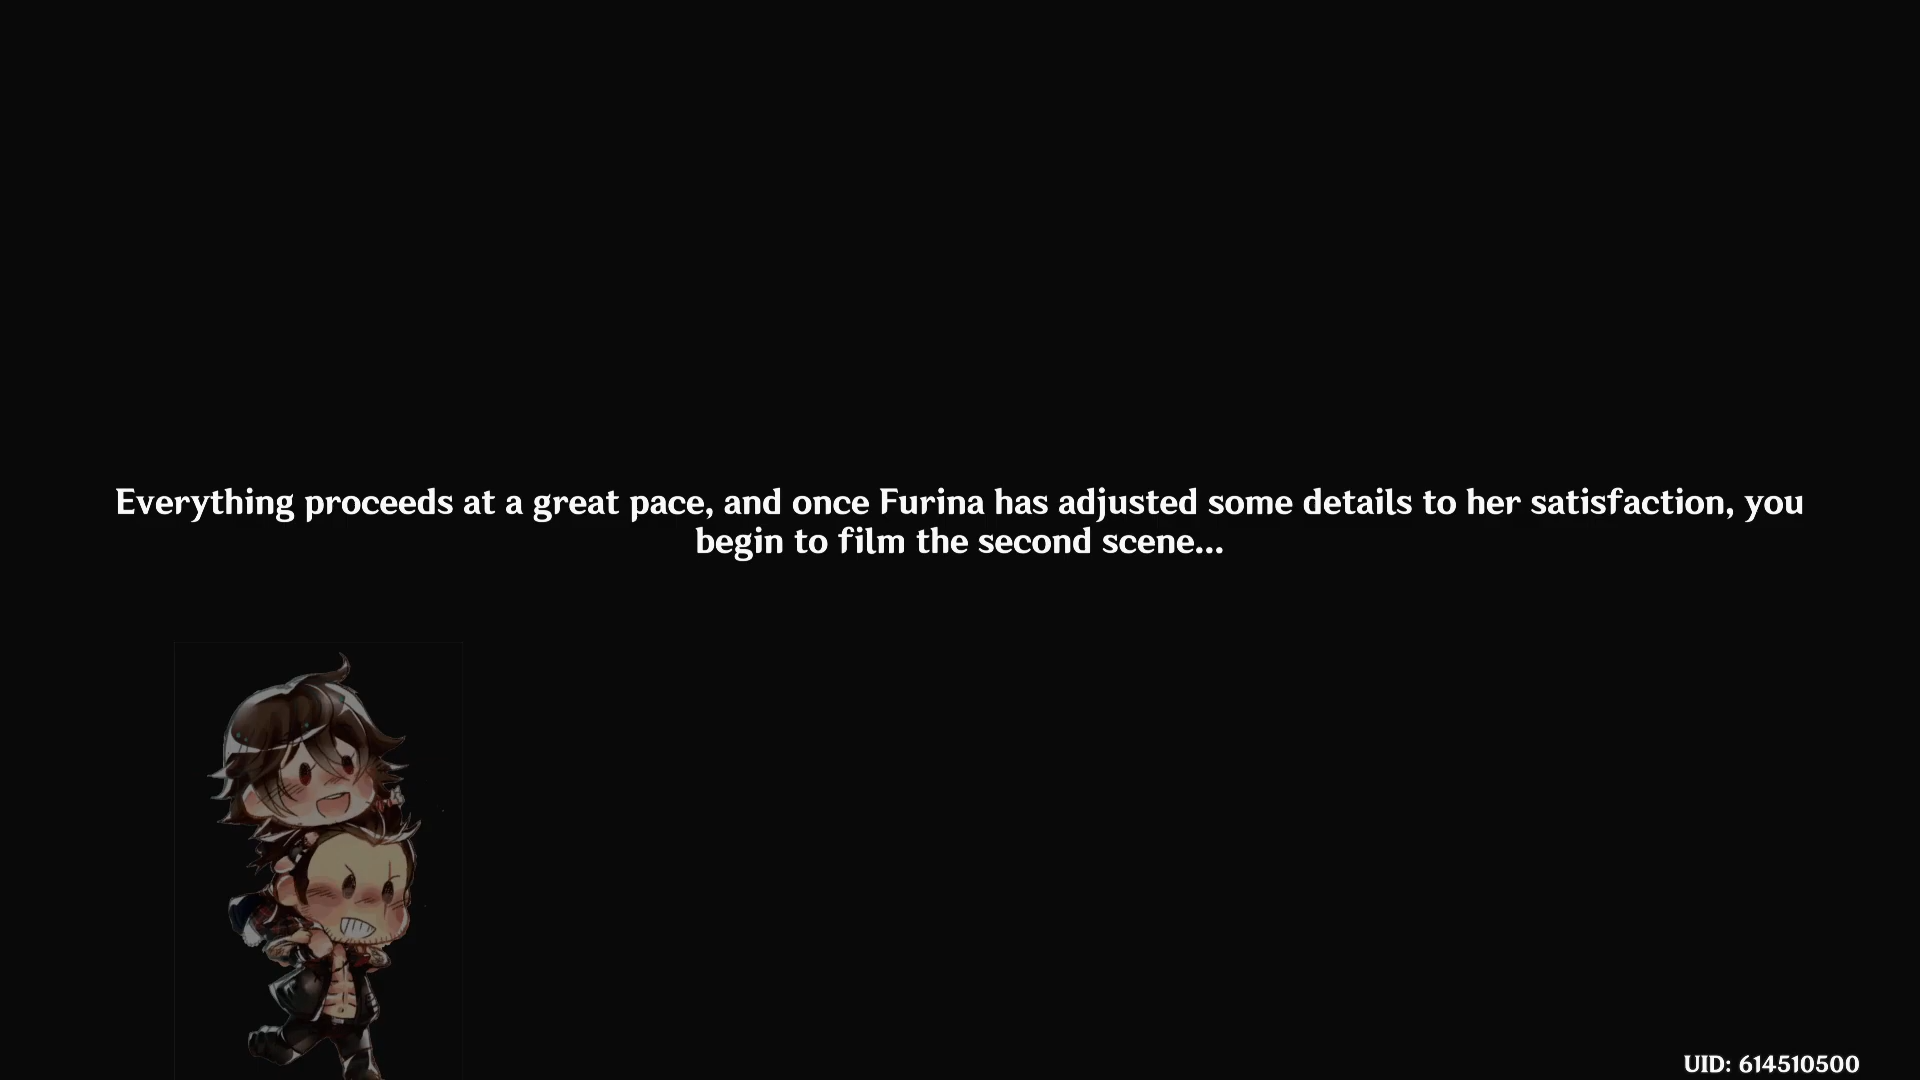 Everything proceeds at a great pace, and once Furina has adjusted some details to her satisfaction, you
begin to film the second scene...
UID: 614510500